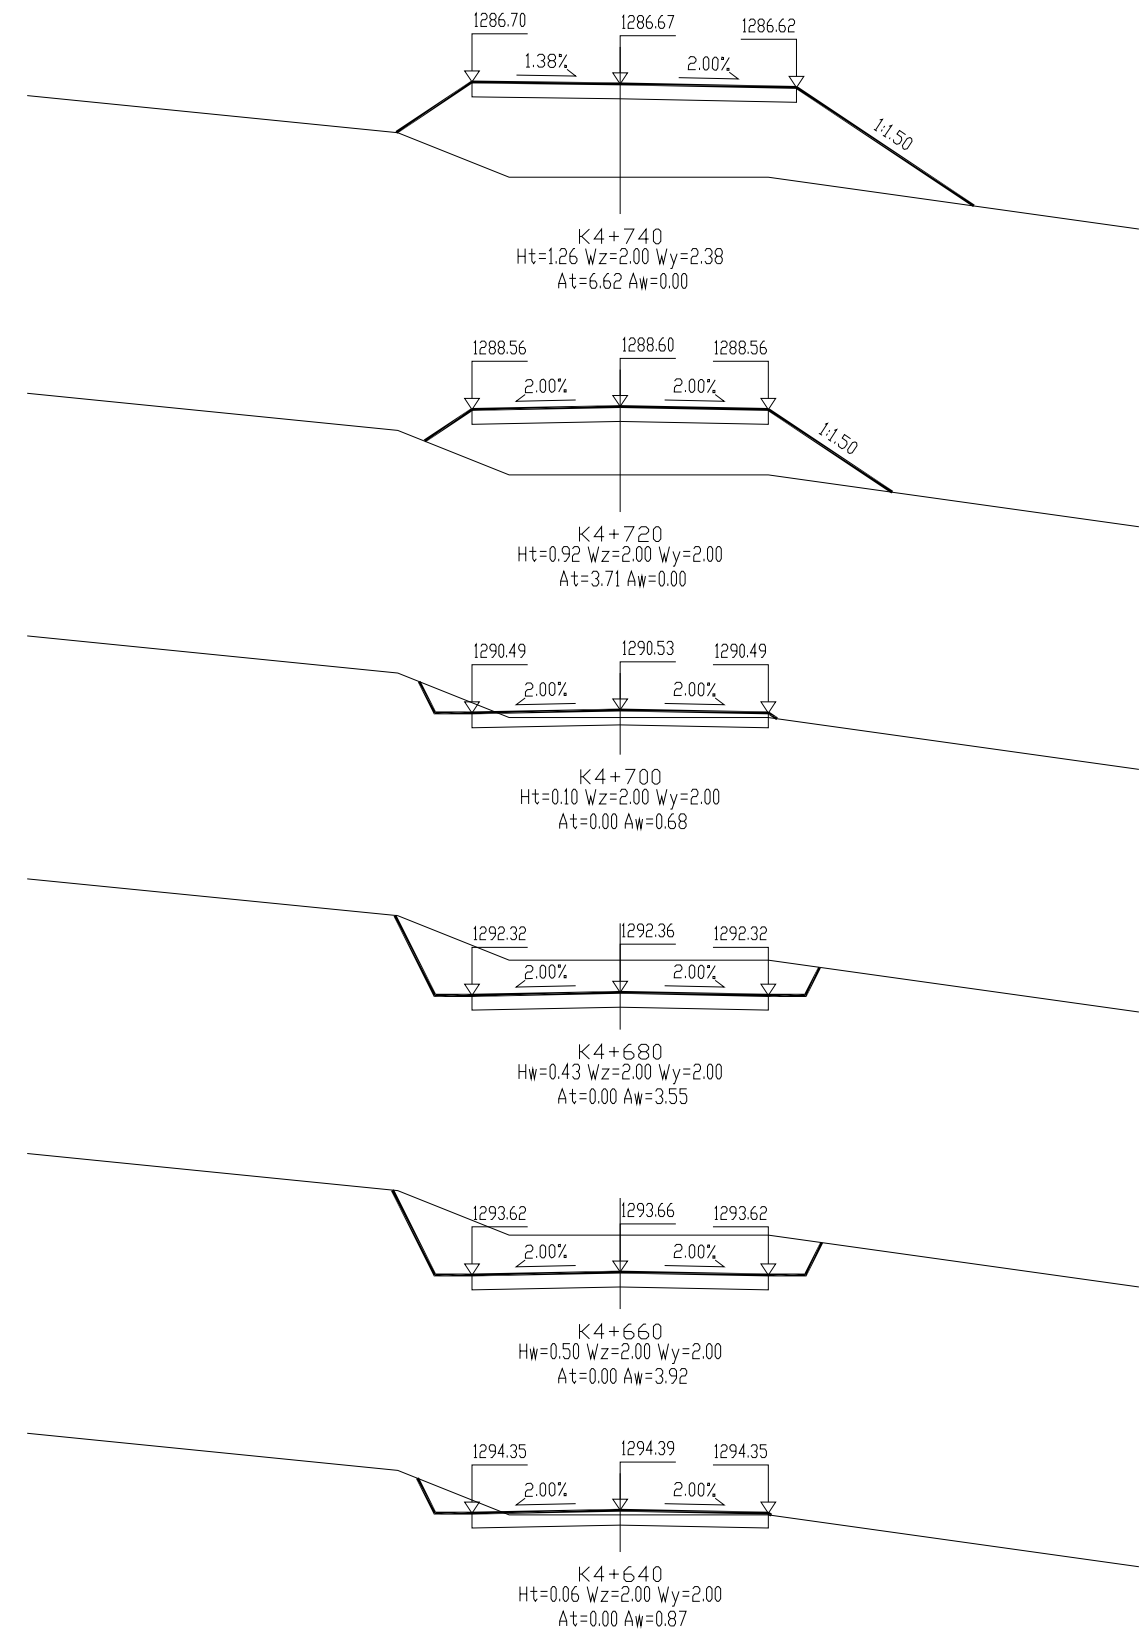 1286.70 1286.67 1286.62
1.38% 2.00%
1:1.50
K4+740
Ht=1.26 Wz=2.00 Wy=2.38
At=6.62 Aw=0.00
1288.56 1288.60 1288.56
2.00% 2.00%
1:1.50
K4+720
Ht=0.92 Wz=2.00 Wy=2.00
At=3.71 Aw=0.00
1290.49 1290.53 1290.49
2.00% 2.00%
K4+700
Ht=0.10 Wz=2.00 Wy=2.00
At=0.00 Aw=0.68
1292.32 1292.36 1292.32
2.00% 2.00%
K4+680
Hw=0.43 Wz=2.00 Wy=2.00
At=0.00 Aw=3.55
1293.62 1293.66 1293.62
2.00% 2.00%
K4+660
Hw=0.50 Wz=2.00 Wy=2.00
At=0.00 Aw=3.92
1294.35 1294.39 1294.35
2.00% 2.00%
K4+640
Ht=0.06 Wz=2.00 Wy=2.00
At=0.00 Aw=0.87